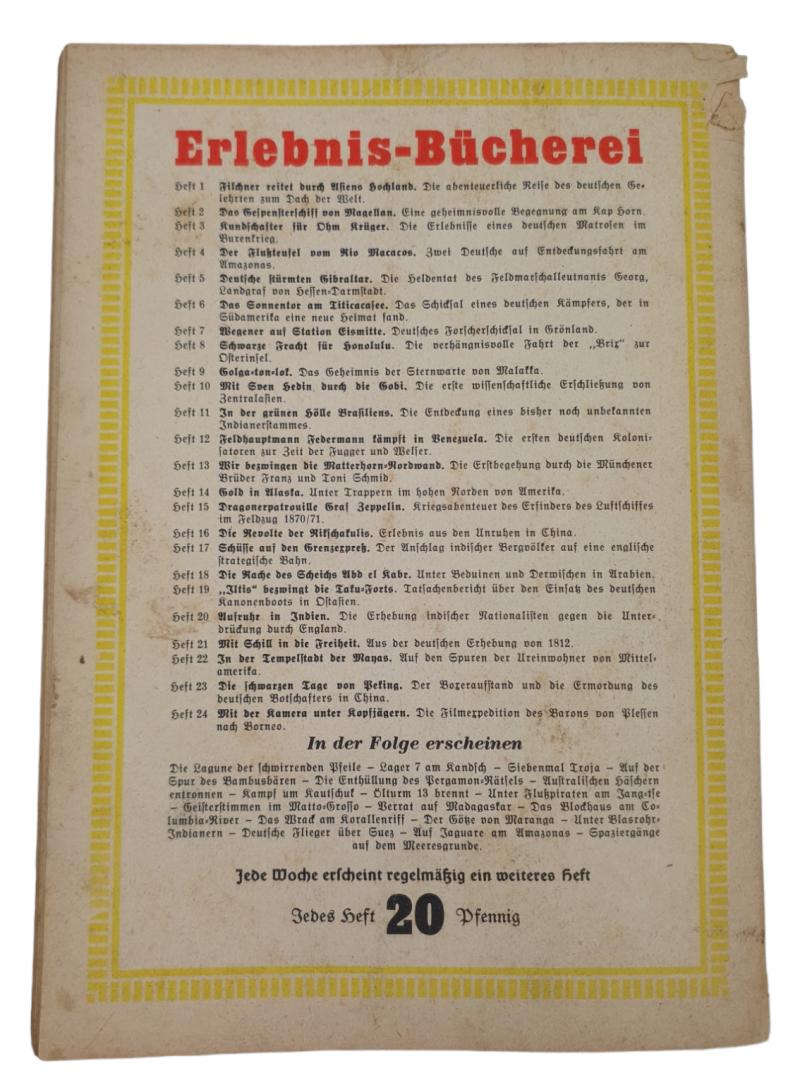 Erlebnis-Bücherei
Heft 1 Filchner reitet durch Asiens Hochland. Die abenteuerliche Reise des deutschen Ge-
lehrten zum Dach der Welt.
Heft 2 Das Gespensterschiff von Magellan. Eine geheimnisvolle Begegnung am Kap Horn.
Heft 3 Kundschafter für Ohm Krüger. Die Erlebnisse eines deutschen Matrosen im
Burenkrieg.
Heft 4 Der Flußteufel vom Rio Macacos. Zwei Deutsche auf Entdeckungsfahrt am
Amazonas.
Heft 5 Deutsche stürmten Gibraltar. Die Heldentat des Feldmarschalleutnants Georg,
Landgraf von Hessen-Darmstadt.
Heft 6 Das Sonnentor am Titicacasee. Das Schicksal eines deutschen Kämpfers, der in
Südamerika eine neue Heimat fand.
Heft 7 Wegener auf Station Eismitte. Deutsches Forscherschicksal in Grönland.
Heft 8 Schwarze Fracht für Honolulu. Die verhängnisvolle Fahrt der „Brix“ zur
Osterinsel.
Heft 9 Golga-ton-lok. Das Geheimnis der Sternwarte von Malakka.
Heft 10 Mit Sven Hedin durch die Gobi. Die erste wissenschaftliche Erschließung von
Zentralasien.
Heft 11 In der grünen Hölle Brasiliens. Die Entdeckung eines bisher noch unbekannten
Indianerstammes.
Heft 12 Feldhauptmann Federmann kämpft in Venezuela. Die ersten deutschen Koloni-
satoren zur Zeit der Fugger und Welser.
Heft 13 Wir bezwingen die Matterhorn-Nordwand. Die Erstbegehung durch die Münchener
Brüder Franz und Toni Schmid.
Heft 14 Gold in Alaska. Unter Trappern im hohen Norden von Amerika.
Heft 15 Dragonerpatrouille Graf Zeppelin. Kriegsabenteuer des Erfinders des Luftschiffes
im Feldzug 1870/71.
Heft 16 Die Revolte der Rikschakulis. Erlebnis aus den Unruhen in China.
Heft 17 Schüsse auf den Grenzexpreß. Der Anschlag indischer Bergvölker auf eine englische
strategische Bahn.
Heft 18 Die Rache des Scheichs Abd el Kabr. Unter Beduinen und Derwischen in Arabien.
Heft 19 „Iltis“ bezwingt die Taku-Forts. Tatsachenbericht über den Einsatz des deutschen
Kanonenboots in Ostasien.
Heft 20 Aufruhr in Indien. Die Erhebung indischer Nationalisten gegen die Unter-
drückung durch England.
Heft 21 Mit Schill in die Freiheit. Aus der deutschen Erhebung von 1812.
Heft 22 In der Tempelstadt der Mayas. Auf den Spuren der Ureinwohner von Mittel-
amerika.
Heft 23 Die schwarzen Tage von Peking. Der Boxeraufstand und die Ermordung des
deutschen Botschafters in China.
Heft 24 Mit der Kamera unter Kopfjägern. Die Filmexpedition des Barons von Plessen
nach Borneo.
In der Folge erscheinen
Die Lagune der schwirrenden Pfeile – Lager 7 am Kandsch – Siebenmal Troja – Auf der
Spur des Bambusbären – Die Enthüllung des Pergamon-Rätsels – Australischen Häschern
entronnen – Kampf um Kautschuk – Ölturm 13 brennt – Unter Flußpiraten am Jang-tse
– Geisterstimmen im Matto-Grosso – Verrat auf Madagaskar – Das Blockhaus am Co-
lumbia-River – Das Wrack am Korallenriff – Der Götze von Maranga – Unter Blasrohr-
Indianern – Deutsche Flieger über Suez – Auf Jaguare am Amazonas – Spaziergänge
auf dem Meeresgrunde.
Jede Woche erscheint regelmäßig ein weiteres Heft
Jedes Heft 20 Pfennig